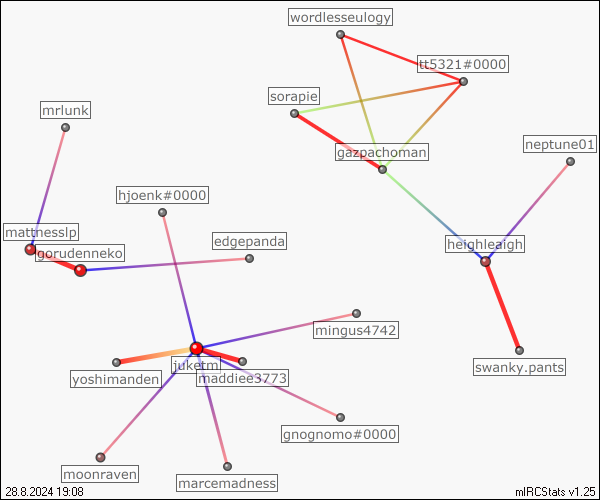 wordlesseulogy
tt5321#0000
sorapie
mrlunk
neptune01
gazpachoman
hjoenk#0000
mattnesslp
edgepanda
heighleaigh
gorudenneko
mingus4742
juketm
swanky.pants
yoshimanden
maddiee3773
gnognomo#0000
moonraven
marcemadness
28.8.2024 19:08
mIRCStats v1.25